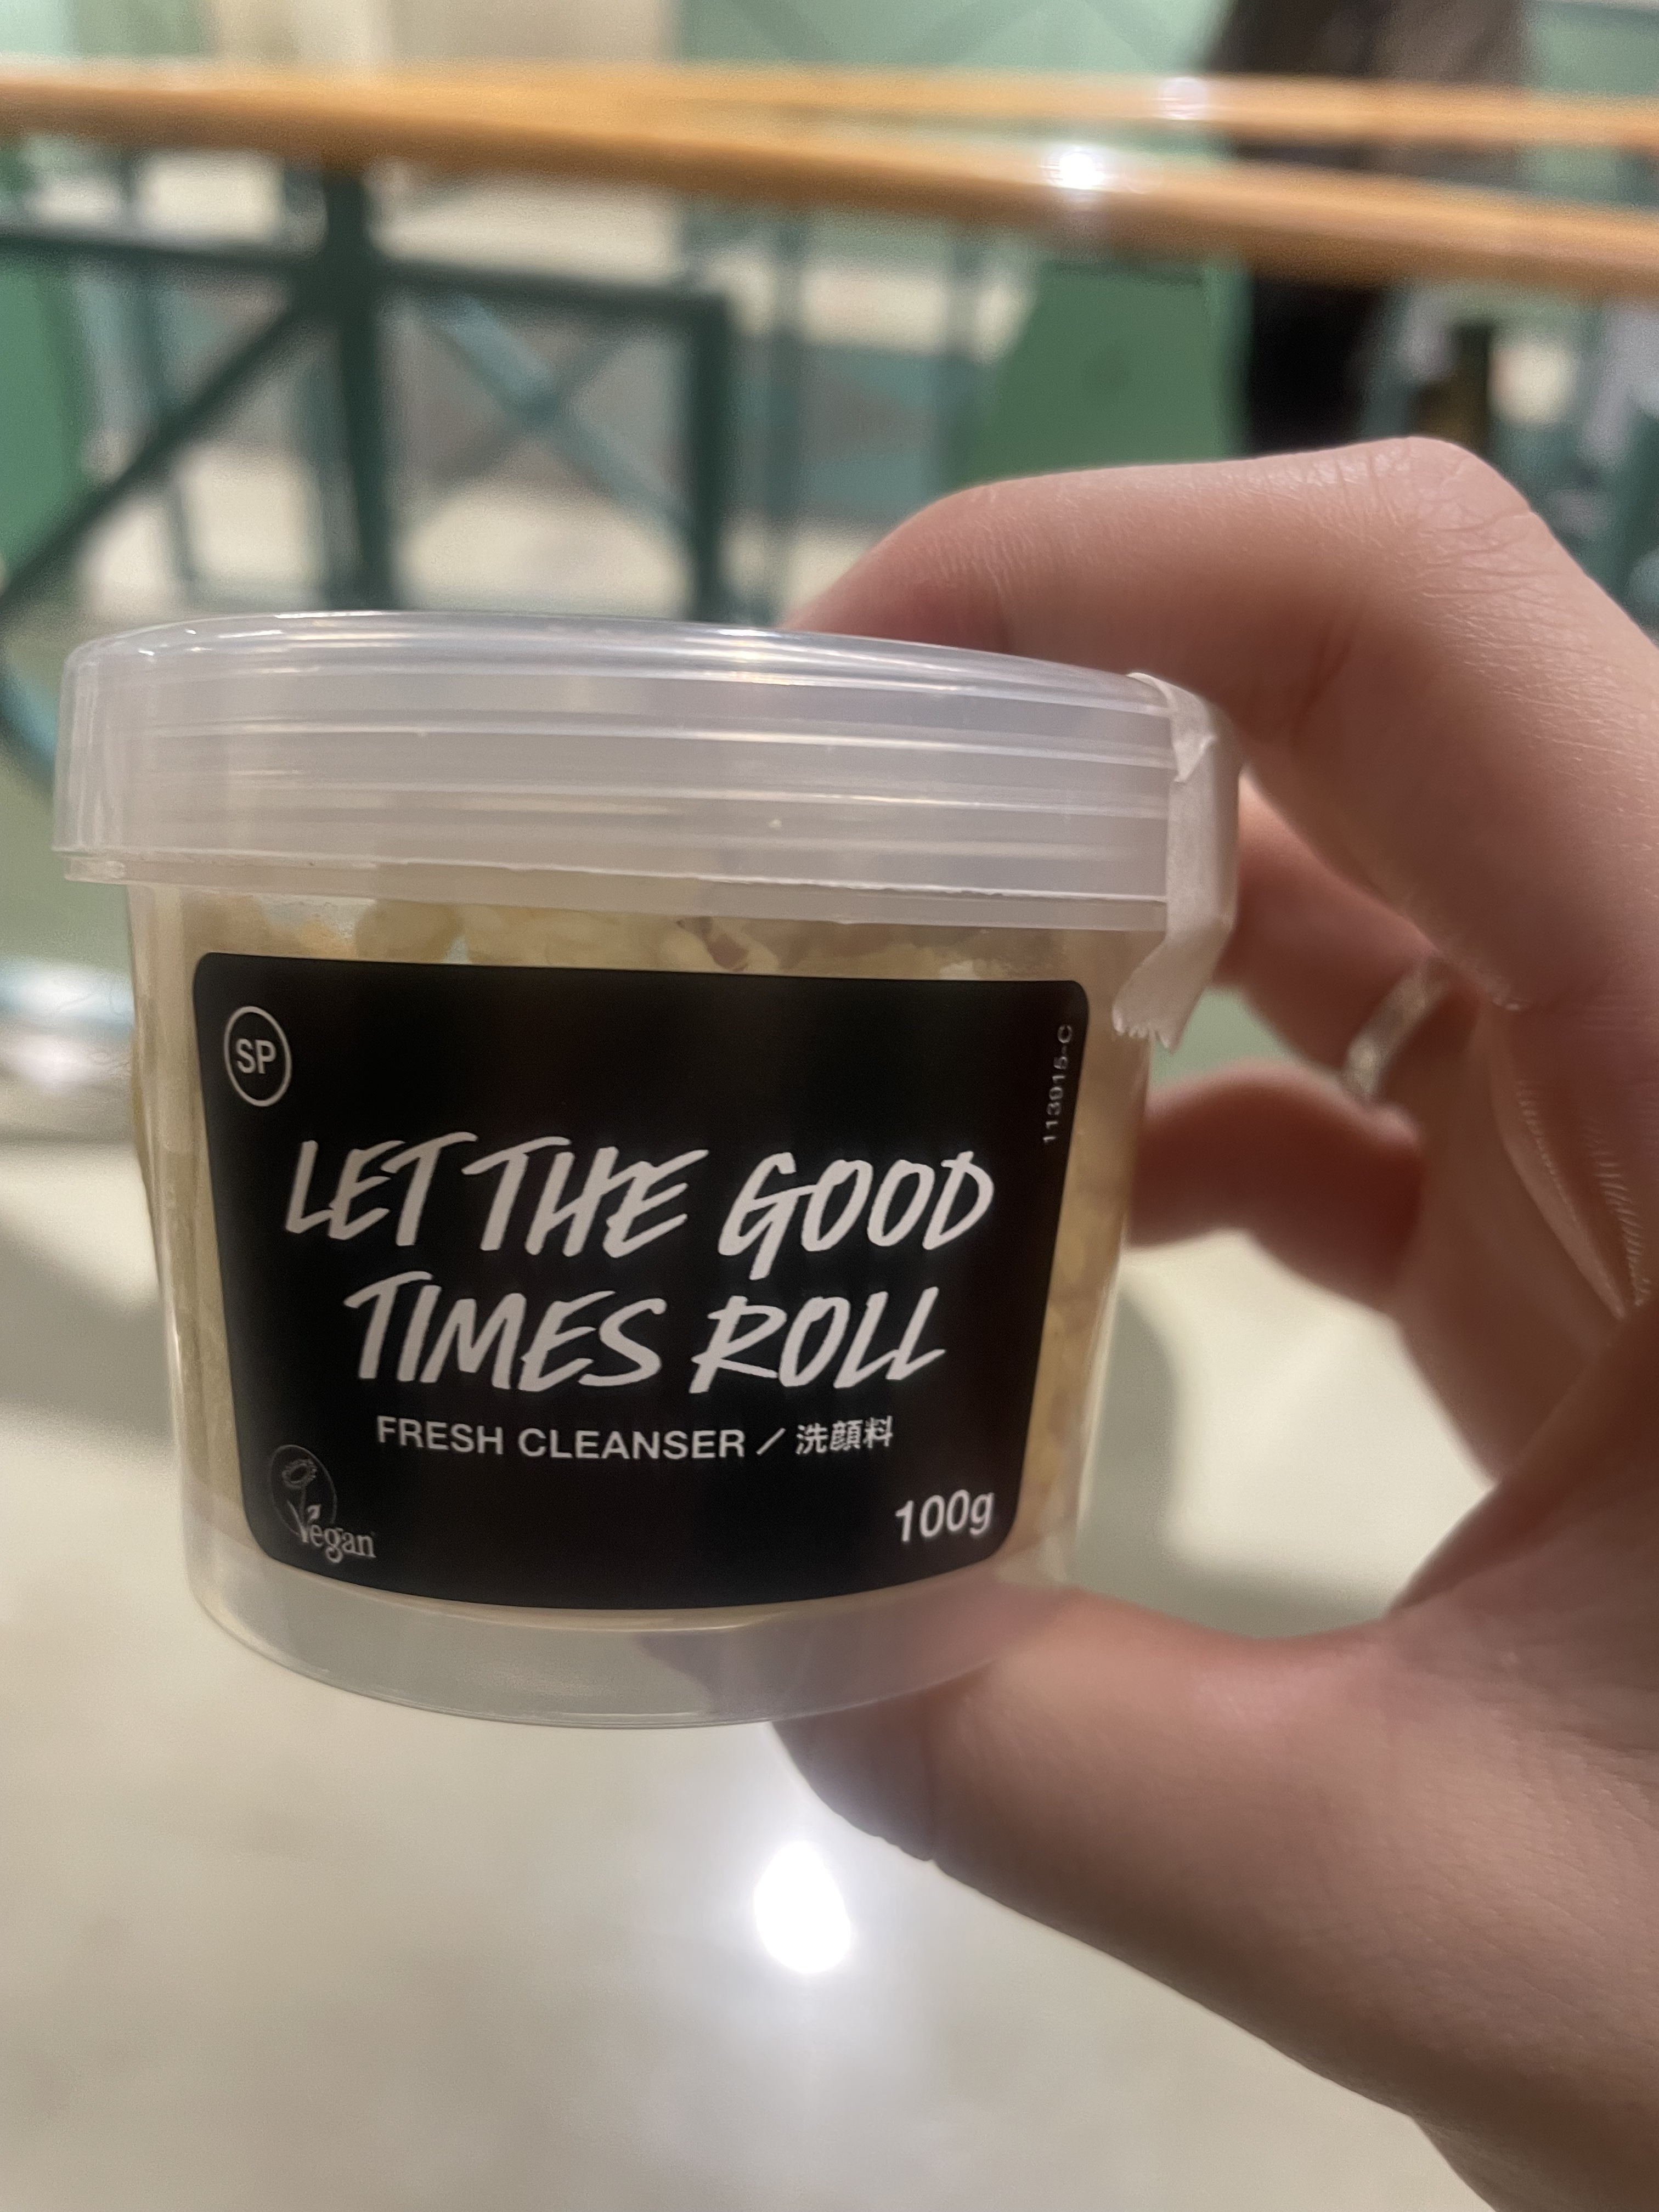 SP
113915-C
LET THE GOOD
TIMES ROLL
FRESH CLEANSER / 洗顔料
Vegan
100g